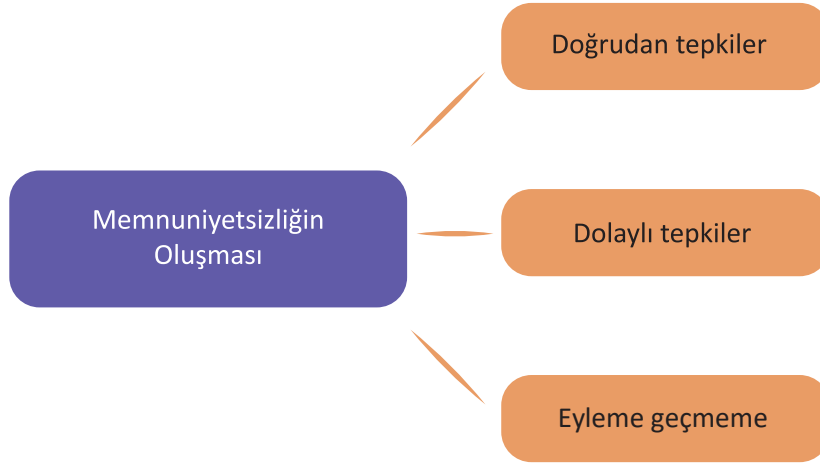 Doğrudan tepkiler
Memnuniyetsizliğin
Oluşması
Dolaylı tepkiler
Eyleme geçmeme